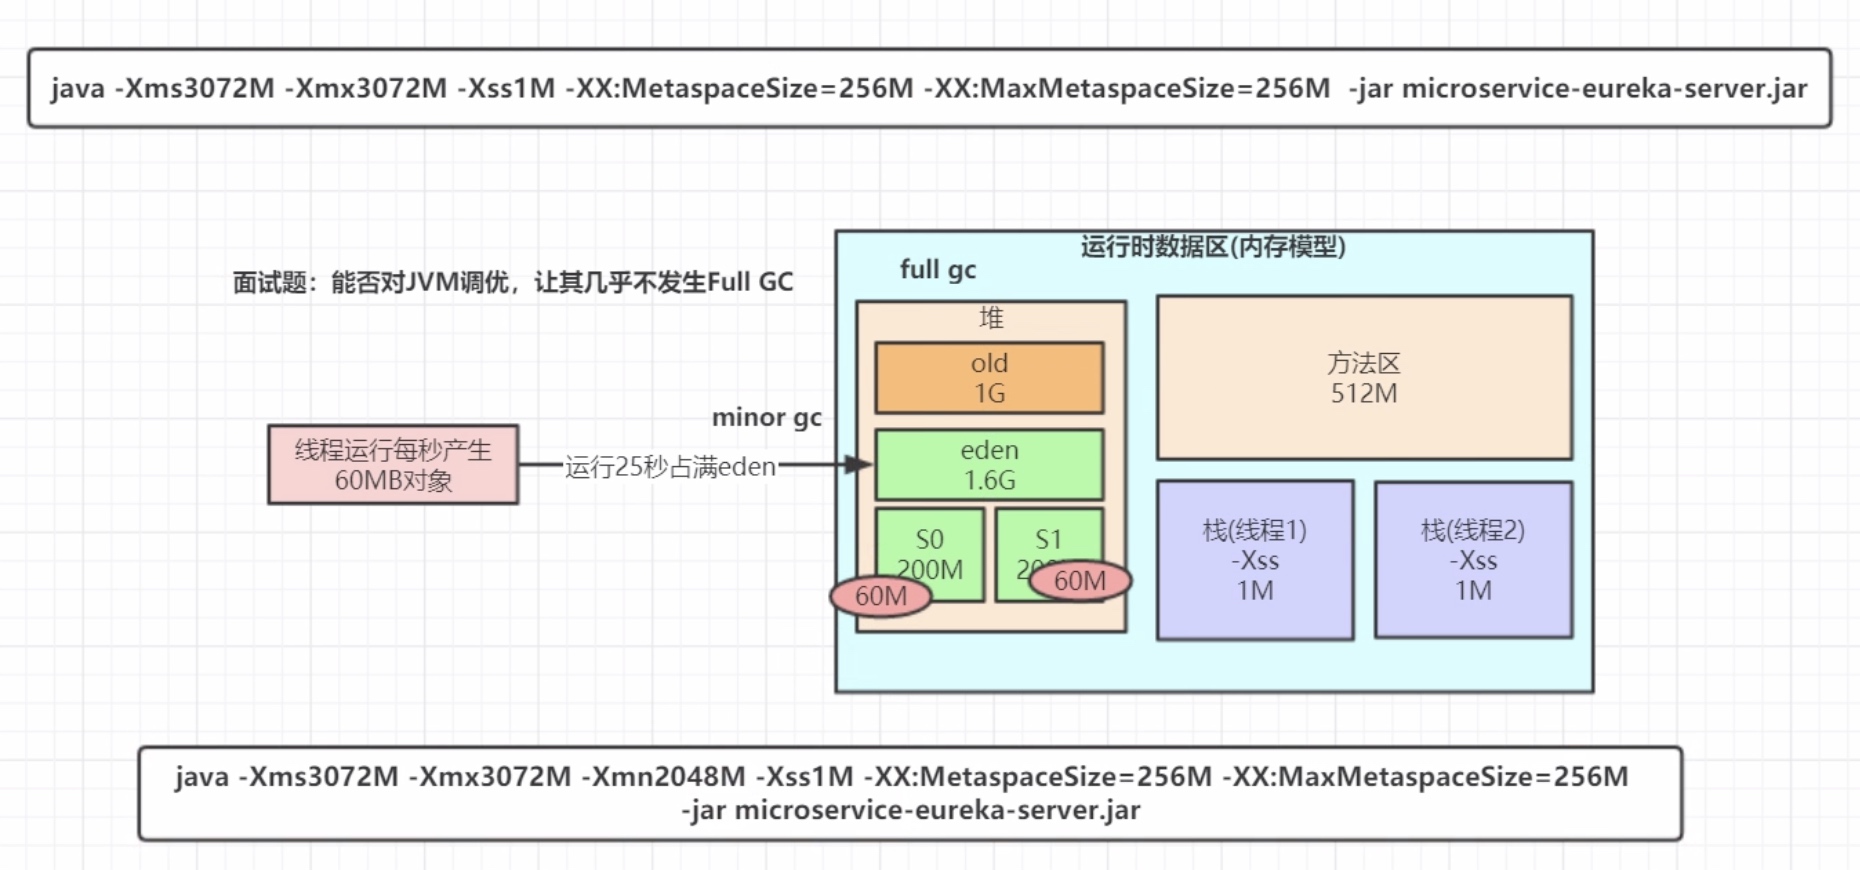 java -Xms3072M -Xmx3072M -Xss1M -XX:MetaspaceSize=256M -XX:MaxMetaspaceSize=256M -jar microservice-eureka-server.jar
运行时数据区(内存模型)
full gc
面试题：能否对JVM调优，让其几乎不发生Full GC
堆
old
1G
方法区
512M
minor gc
线程运行每秒产生
60MB对象
运行25秒占满eden
eden
1.6G
S0
200M
60M
S1
60M
栈(线程1)
-Xss
1M
栈(线程2)
-Xss
1M
java -Xms3072M -Xmx3072M -Xmn2048M -Xss1M -XX:MetaspaceSize=256M -XX:MaxMetaspaceSize=256M
-jar microservice-eureka-server.jar